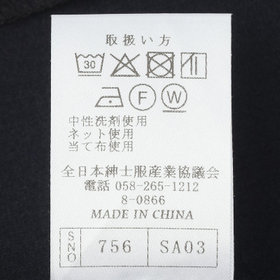 取扱い方
30
F W
中性洗剤使用
ネット使用
当て布使用
全日本紳士服産業協議会
電話 058-265-1212
8-0866
MADE IN CHINA
SNO 756 SA03